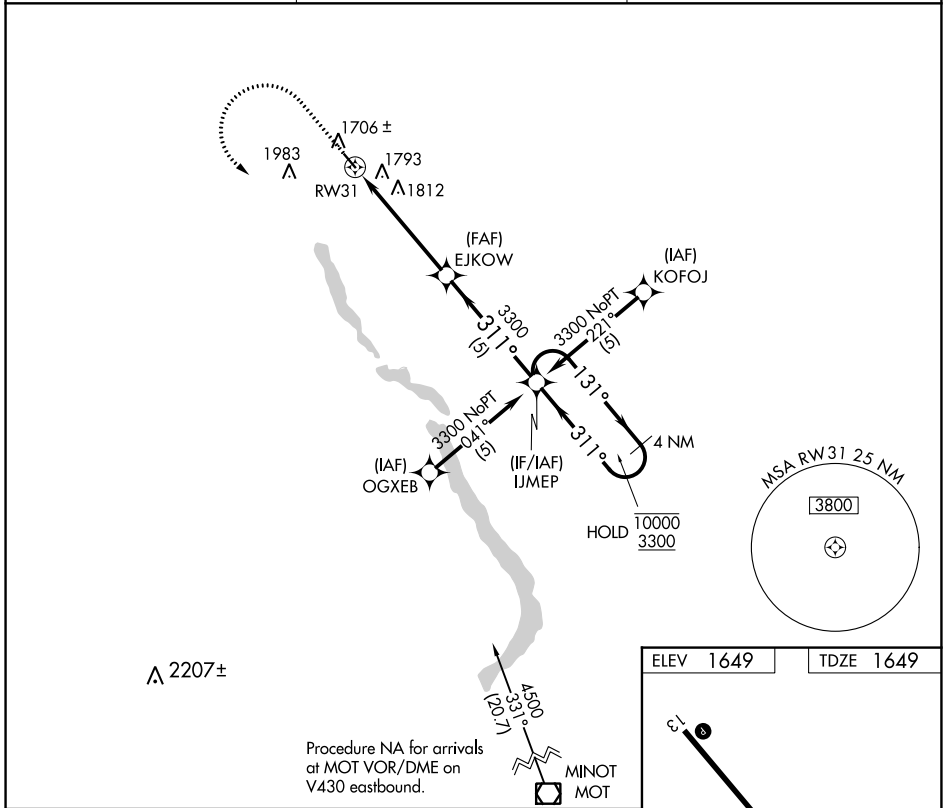 1706 ±
1983
1793
RW31
1812
(FAF)
EJKOW
(IAF)
KOFOJ
3300
311°
(5)
3300 NoPT
221°
(5)
131°
3300 NoPT
041°
(5)
311°
4 NM
(IAF)
OGXEB
(IF/IAF)
IJMEP
HOLD
10000
3300
MSA RW31 25 NM
3800
2207±
4500
331°
(20.7)
Procedure NA for arrivals
at MOT VOR/DME on
V430 eastbound.
MINOT
MOT
ELEV 1649
TDZE 1649
13
P